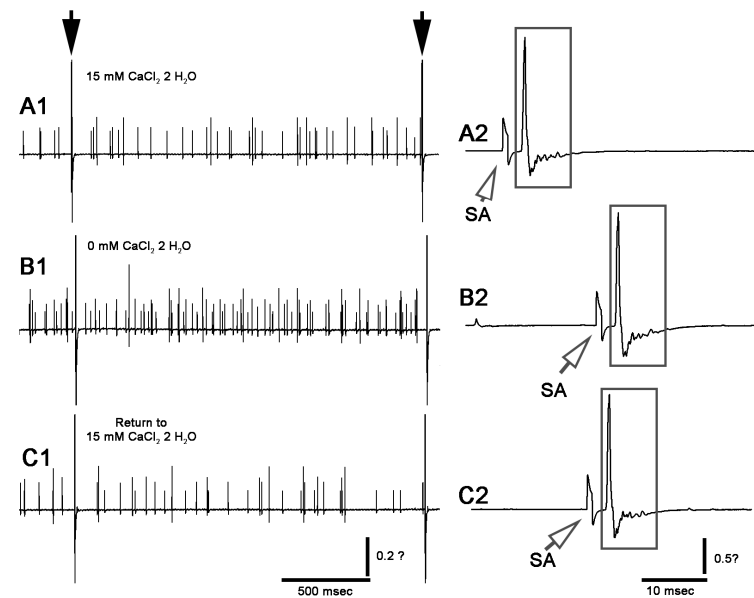 15 mM CaCl₂ 2 H₂O
A1
A2
SA
0 mM CaCl₂ 2 H₂O
B1
B2
SA
Return to
15 mM CaCl₂ 2 H₂O
C1
C2
SA
0.2 ?
0.5?
500 msec
10 msec